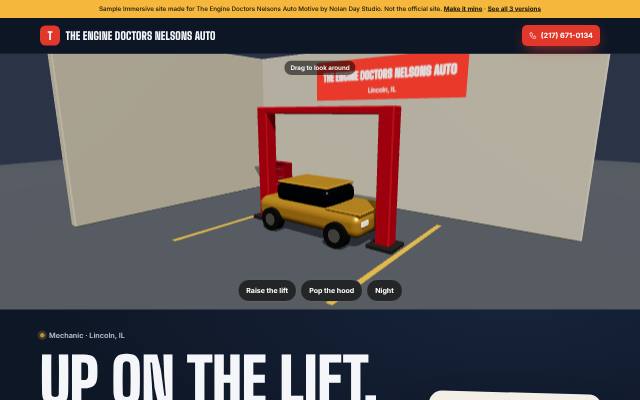 Sample Immersive site made for The Engine Doctors Nelsons Auto Motive by Nolan Day Studio. Not the official site. Make it mine · See all 3 versions
T THE ENGINE DOCTORS NELSONS AUTO
(217) 671-0134
Drag to look around
THE ENGINE DOCTORS NELSONS AUTO
Lincoln, IL
Raise the lift
Pop the hood
Night
Mechanic · Lincoln, IL
UP ON THE LIFT.